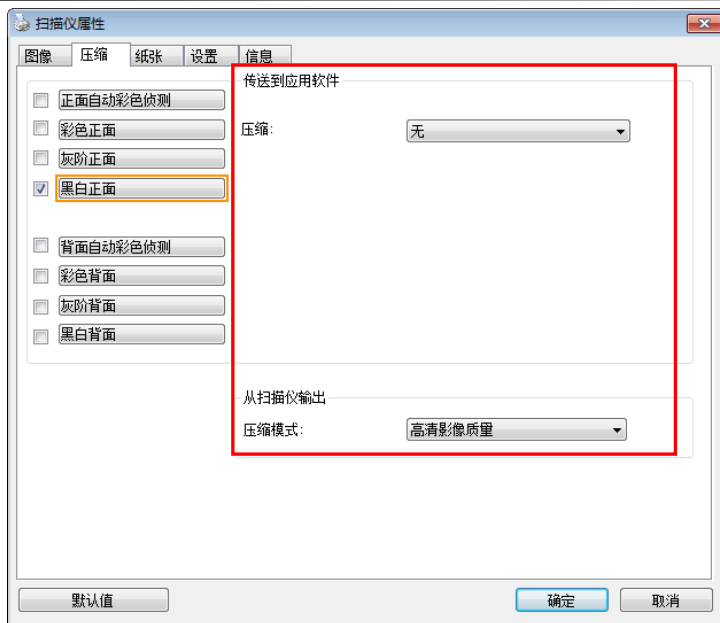 扫描仪属性
图像 压缩 纸张 设置 信息
正面自动彩色侦测
彩色正面
灰阶正面
黑白正面
背面自动彩色侦测
彩色背面
灰阶背面
黑白背面
传送到应用软件
压缩: 无
从扫描仪输出
压缩模式: 高清影像质量
默认值 确定 取消